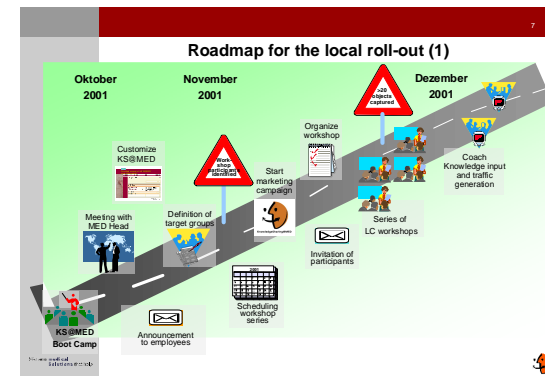 7
Roadmap for the local roll-out (1)
Oktober
2001
November
2001
Dezember
2001
>20
objects
captured
Organize
workshop
Customize
KS@MED
Work-
shop
participants
identified
Start
marketing
campaign
Coach
Knowledge input
and traffic
generation
Meeting with
MED Head
Definition of
target groups
Series of
LC workshops
Invitation of
participants
2001
Scheduling
workshop
series
KS@MED
Boot Camp
Announcement
to employees